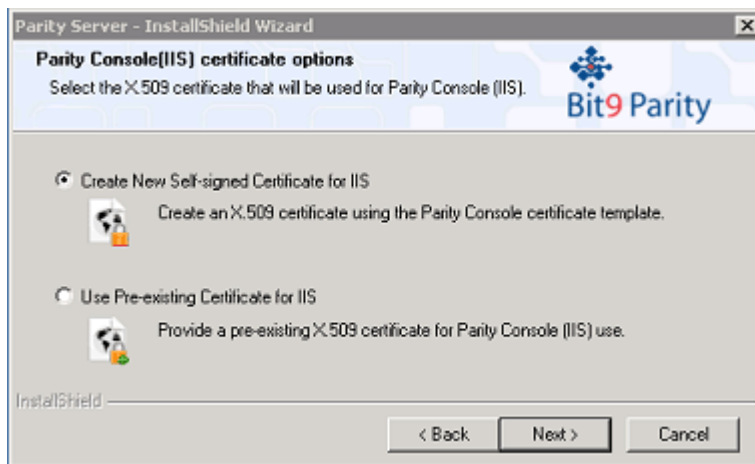 Parity Server - InstallShield Wizard
Parity Console(IIS) certificate options
Select the X.509 certificate that will be used for Parity Console (IIS).
Bit9 Parity
Create New Self-signed Certificate for IIS
Create an X.509 certificate using the Parity Console certificate template.
Use Pre-existing Certificate for IIS
Provide a pre-existing X.509 certificate for Parity Console (IIS) use.
InstallShield
< Back
Next >
Cancel